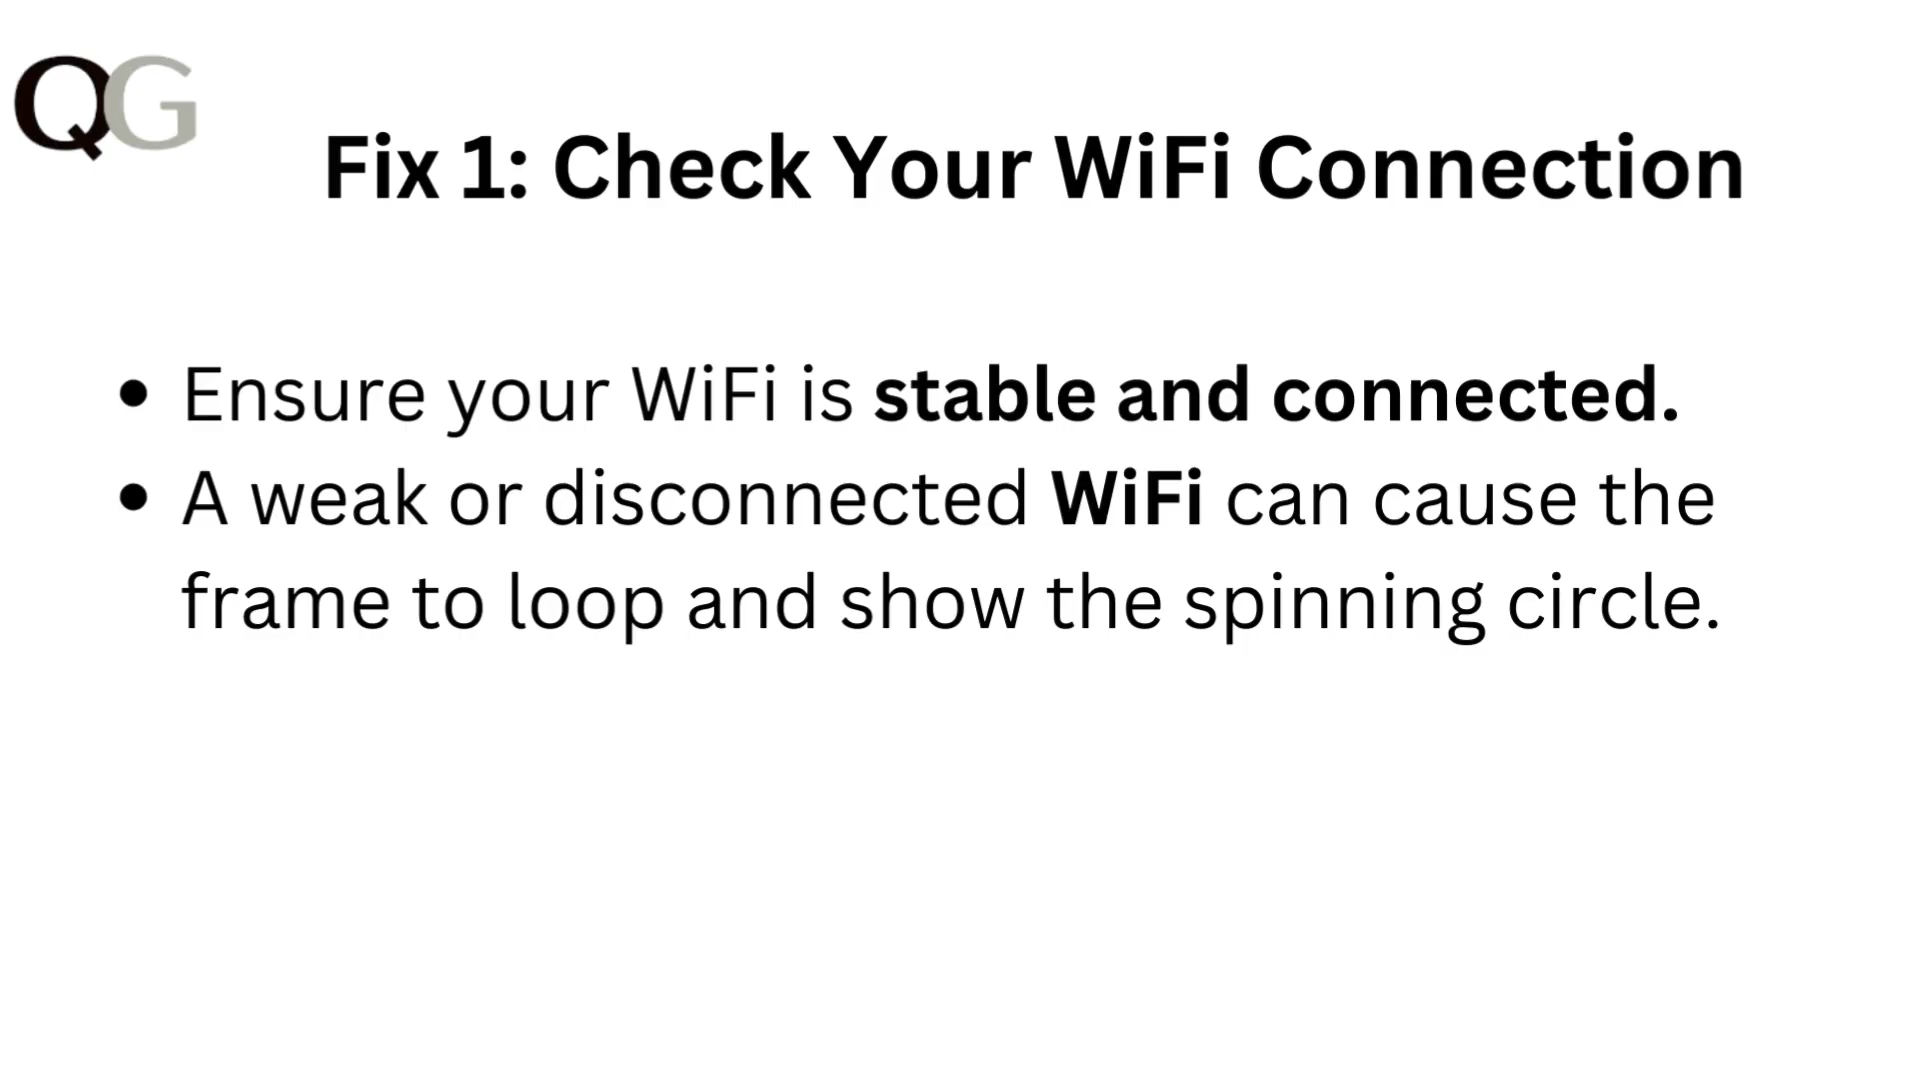 QG
Fix 1: Check Your WiFi Connection
• Ensure your WiFi is stable and connected.
• A weak or disconnected WiFi can cause the
frame to loop and show the spinning circle.